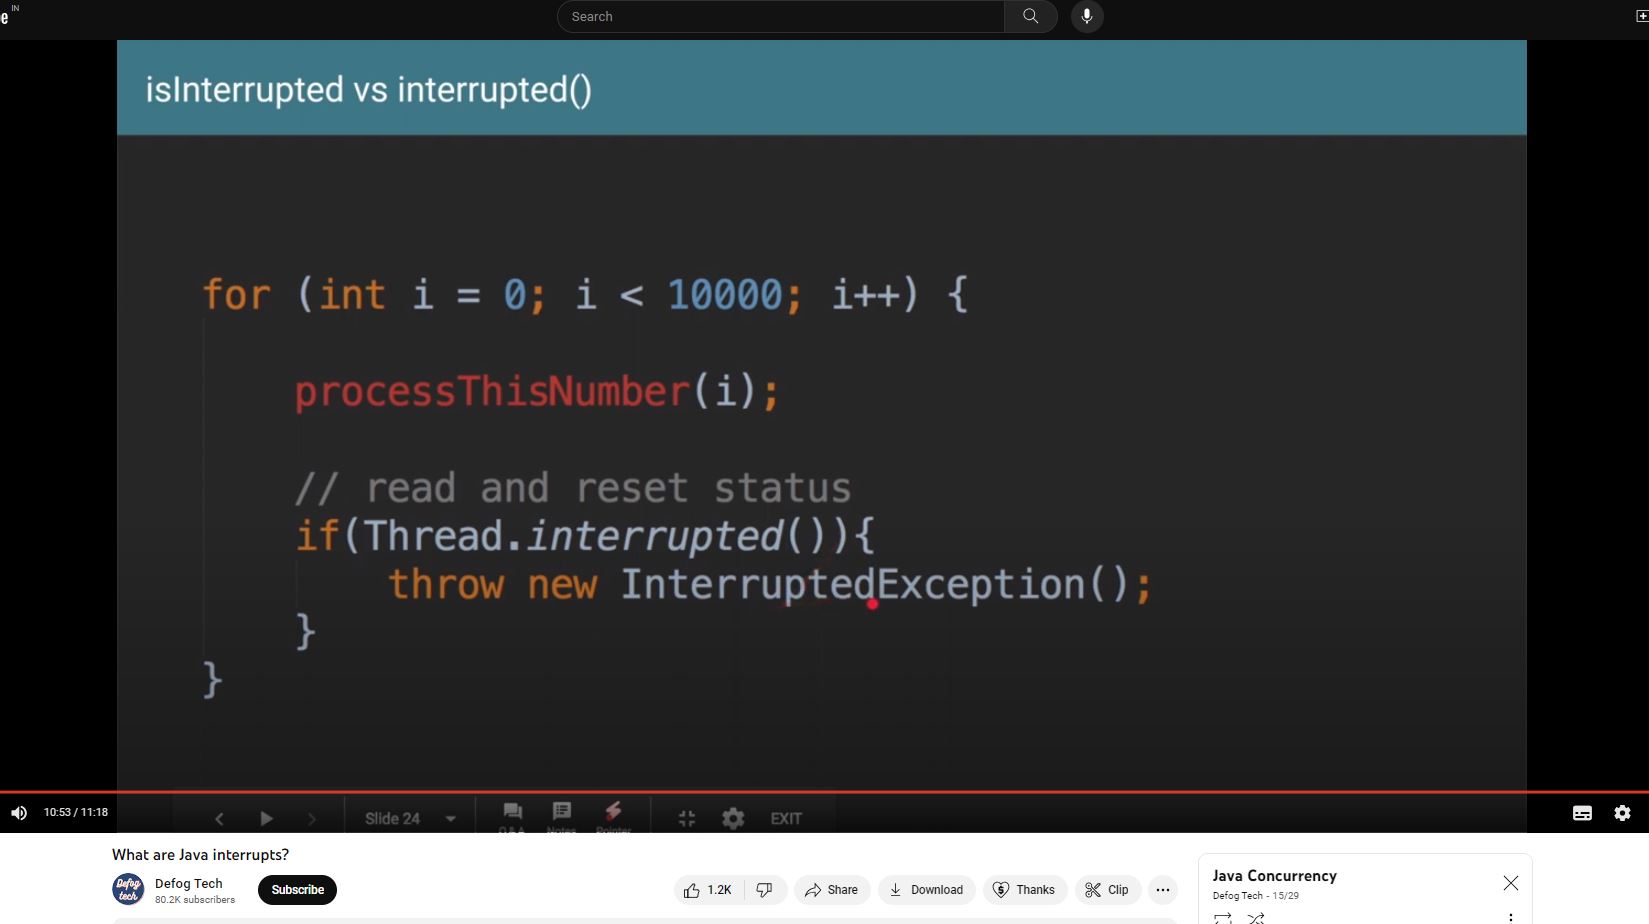 IN
Search
isInterrupted vs interrupted()
for (int i = 0; i < 10000; i++) {
processThisNumber(i);
// read and reset status
if(Thread.interrupted()){
throw new InterruptedException();
}
}
10:53 / 11:18
Slide 24
Q & A
Notes
Pointer
EXIT
What are Java interrupts?
Defog tech
Defog Tech
80.2K subscribers
Subscribe
1.2K
Share
Download
Thanks
Clip
Java Concurrency
Defog Tech - 15/29